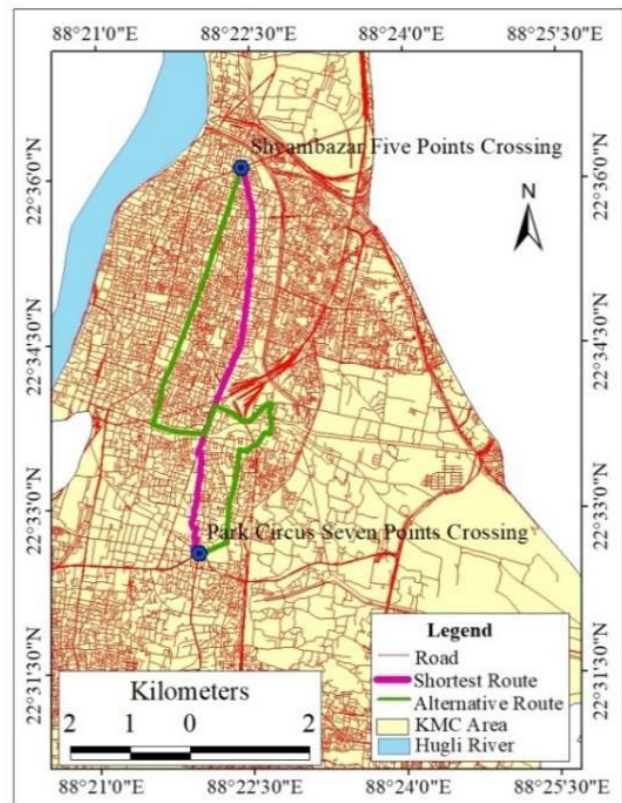 88°21'0"E 88°22'30"E 88°24'0"E 88°25'30"E
Shyambazar Five Points Crossing
22°36'0"N
22°36'0"N
N
22°34'30"N
22°34'30"N
22°33'0"N
22°33'0"N
Park Circus Seven Points Crossing
22°31'30"N
22°31'30"N
Kilometers
2 1 0 2
Legend
Road
Shortest Route
Alternative Route
KMC Area
Hugli River
88°21'0"E 88°22'30"E 88°24'0"E 88°25'30"E